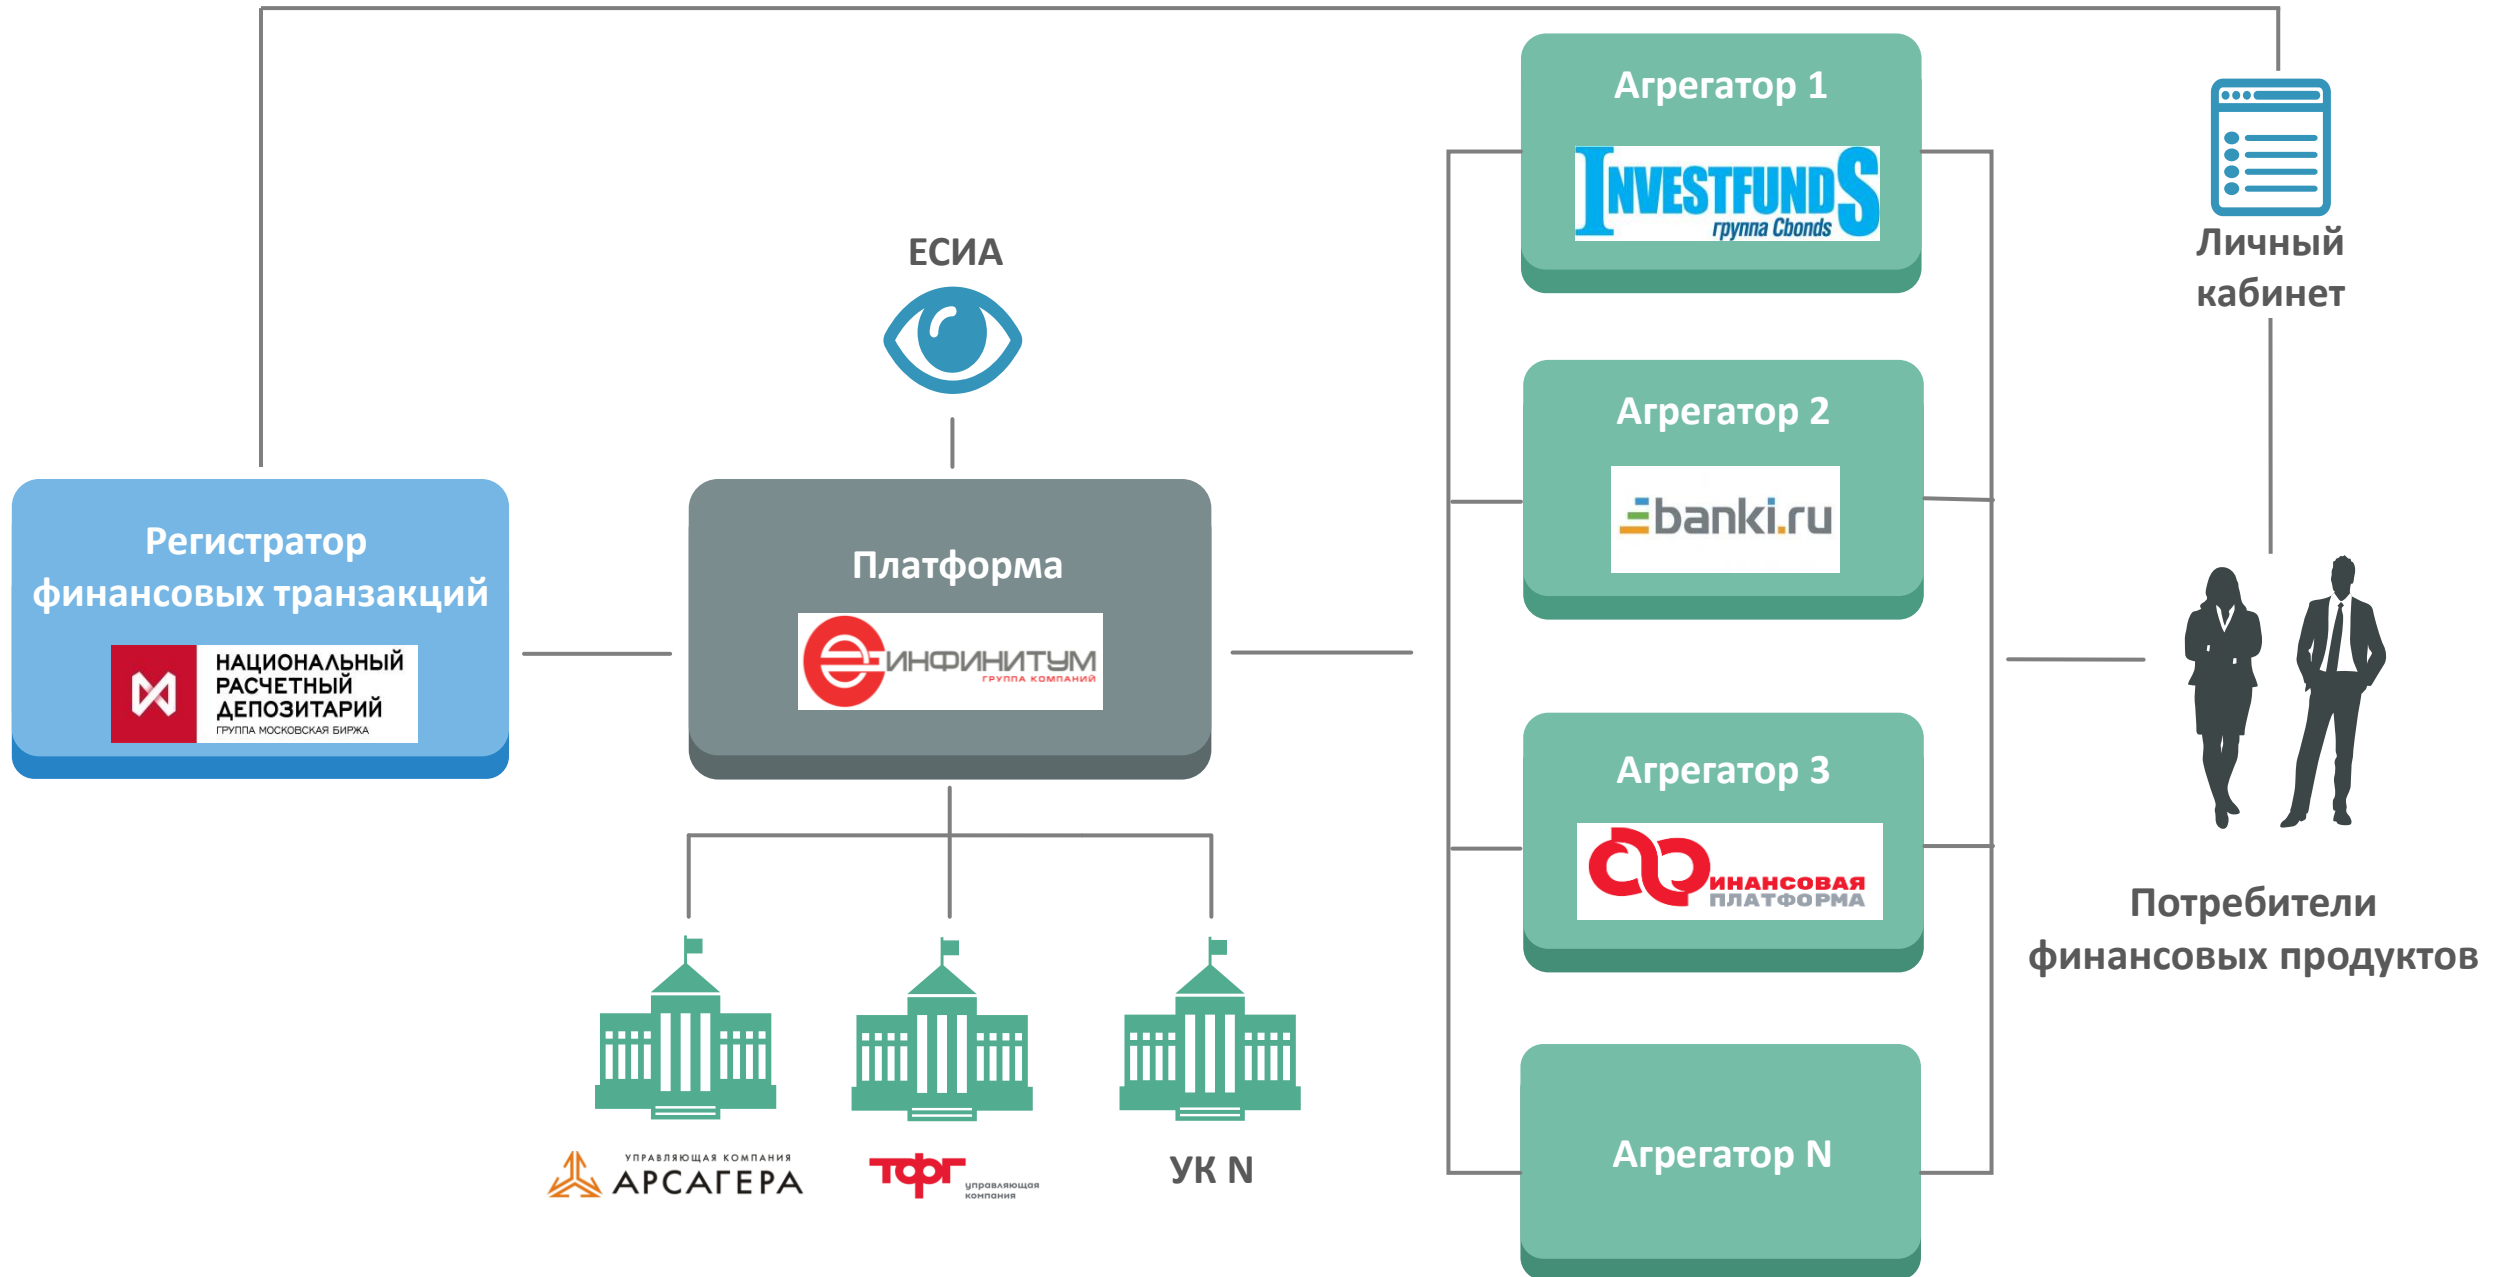 Агрегатор 1
INVESTFUNDS
группа Cbonds
Личный
кабинет
ЕСИА
Агрегатор 2
banki.ru
Регистратор
финансовых транзакций
НАЦИОНАЛЬНЫЙ
РАСЧЕТНЫЙ
ДЕПОЗИТАРИЙ
ГРУППА МОСКОВСКАЯ БИРЖА
Платформа
ИНФИНИТУМ
ГРУППА КОМПАНИЙ
Агрегатор 3
ФИНАНСОВАЯ
ПЛАТФОРМА
Потребители
финансовых продуктов
Агрегатор N
УПРАВЛЯЮЩАЯ КОМПАНИЯ
АРСАГЕРА
ТФГ
управляющая
компания
УК N